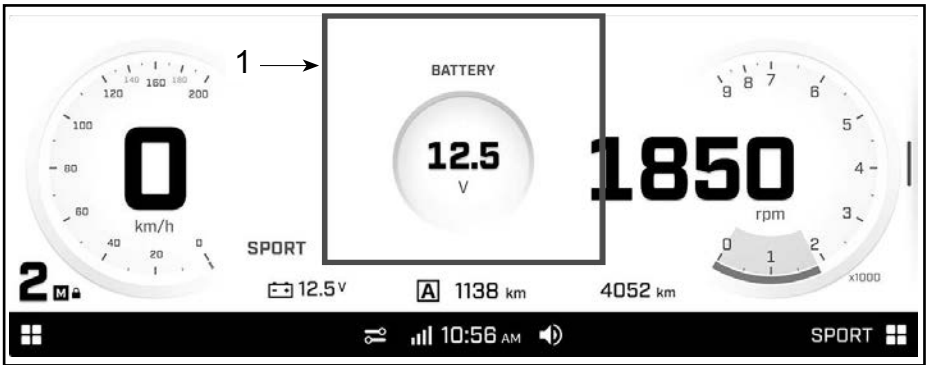 1
BATTERY
12.5
V
140 160 180
120 200
100
80
60
40 20 0
0
km/h
9 8 7 6
5
4
3
0 1 2
x1000
1850
rpm
SPORT
2 M
12.5 V
A 1138 km
4052 km
10:56 AM
SPORT